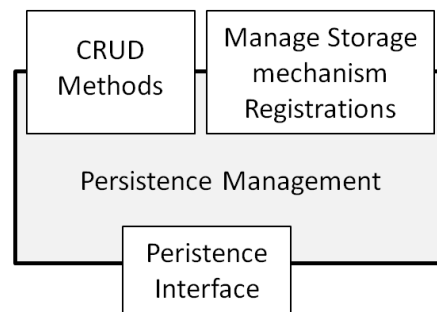 CRUD
Methods
Manage Storage
mechanism
Registrations
Persistence Management
Peristence
Interface